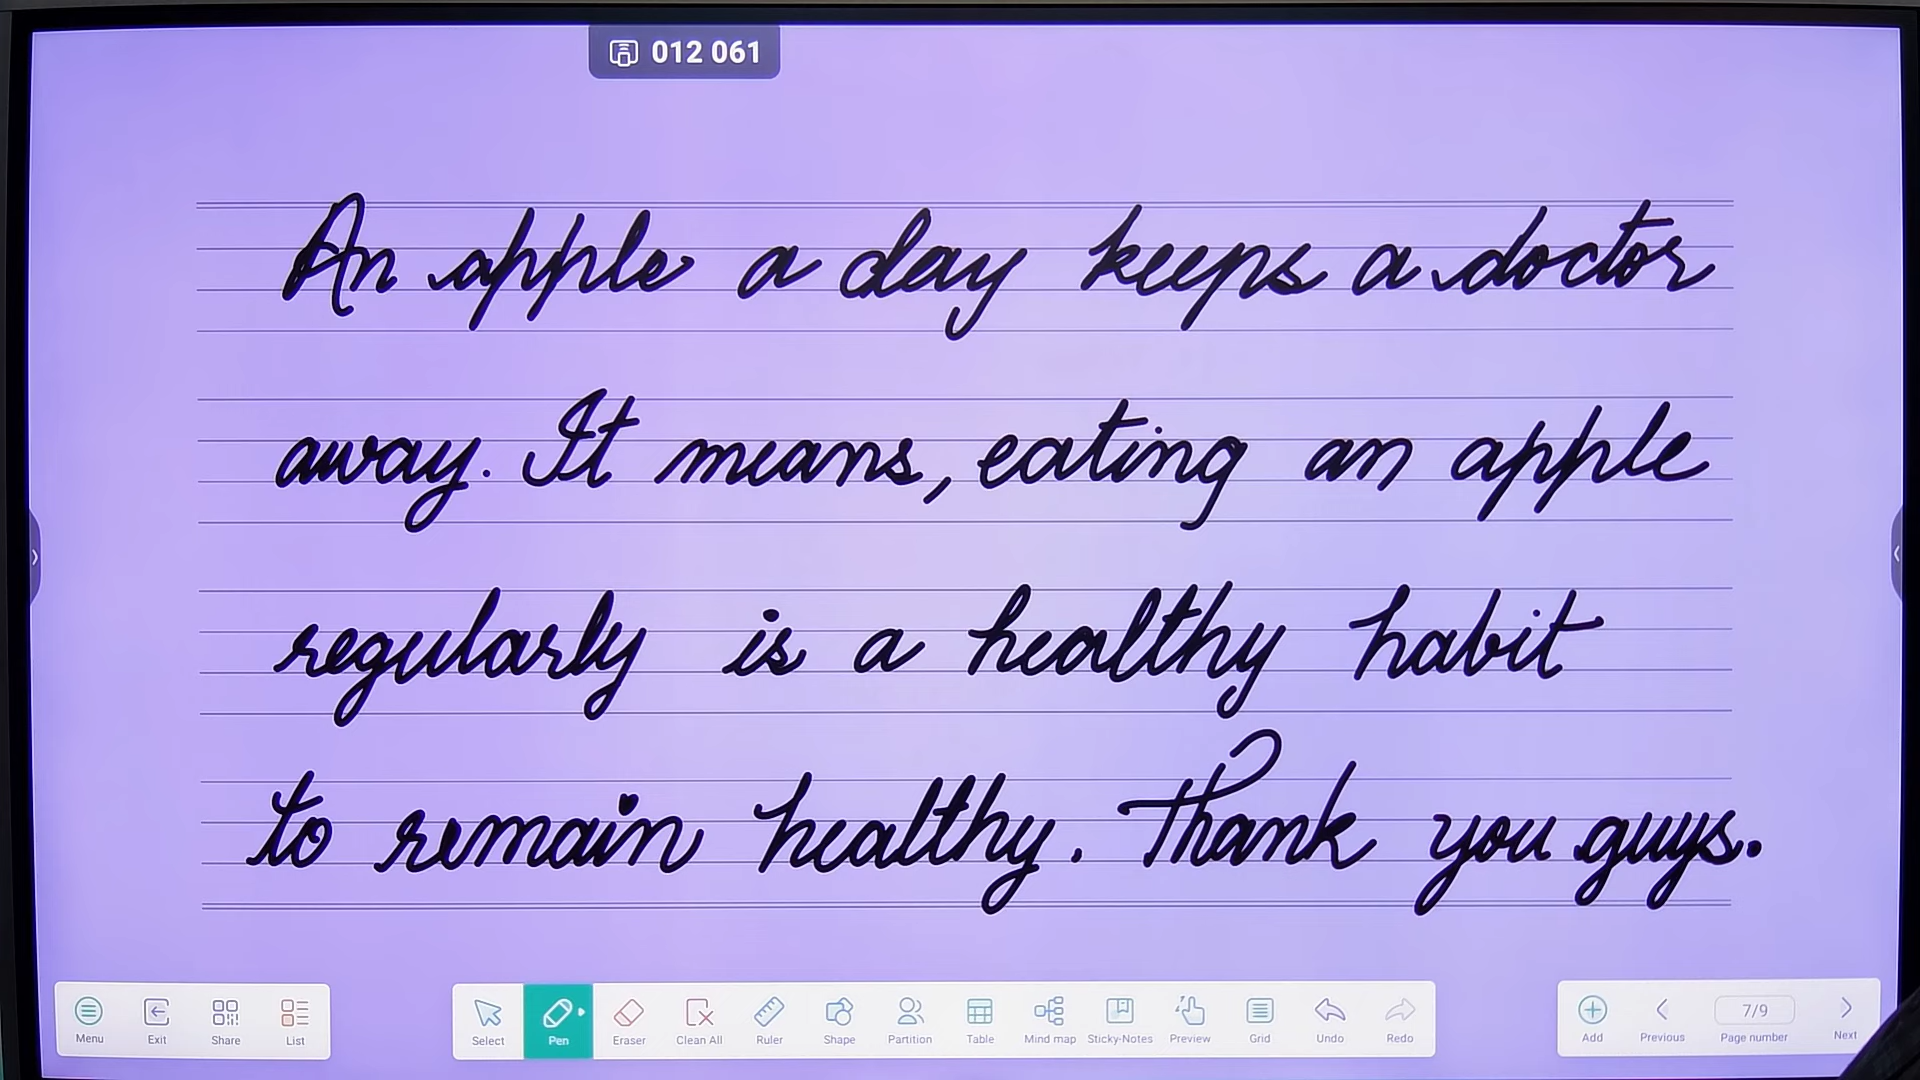 012 061
An apple a day keeps a doctor
away. It means, eating an apple
regularly is a healthy habit
to remain healthy. Thank you guys.
Menu Exit Share List Select Pen Eraser Clean All Ruler Shape Partition Table Mind map Sticky-Notes Preview Grid Undo Redo Add Previous 7/9 Page number Next